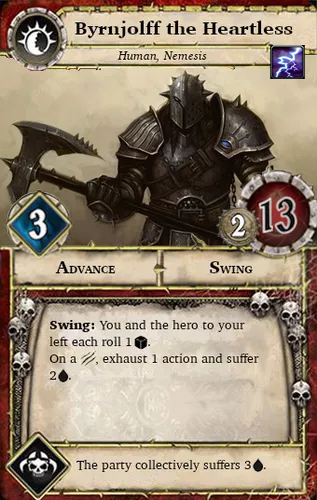 Byrnjolff the Heartless
Human, Nemesis
3
2
13
Advance
Swing
Swing: You and the hero to your
left each roll 1.
On a , exhaust 1 action and suffer
2.
The party collectively suffers 3.